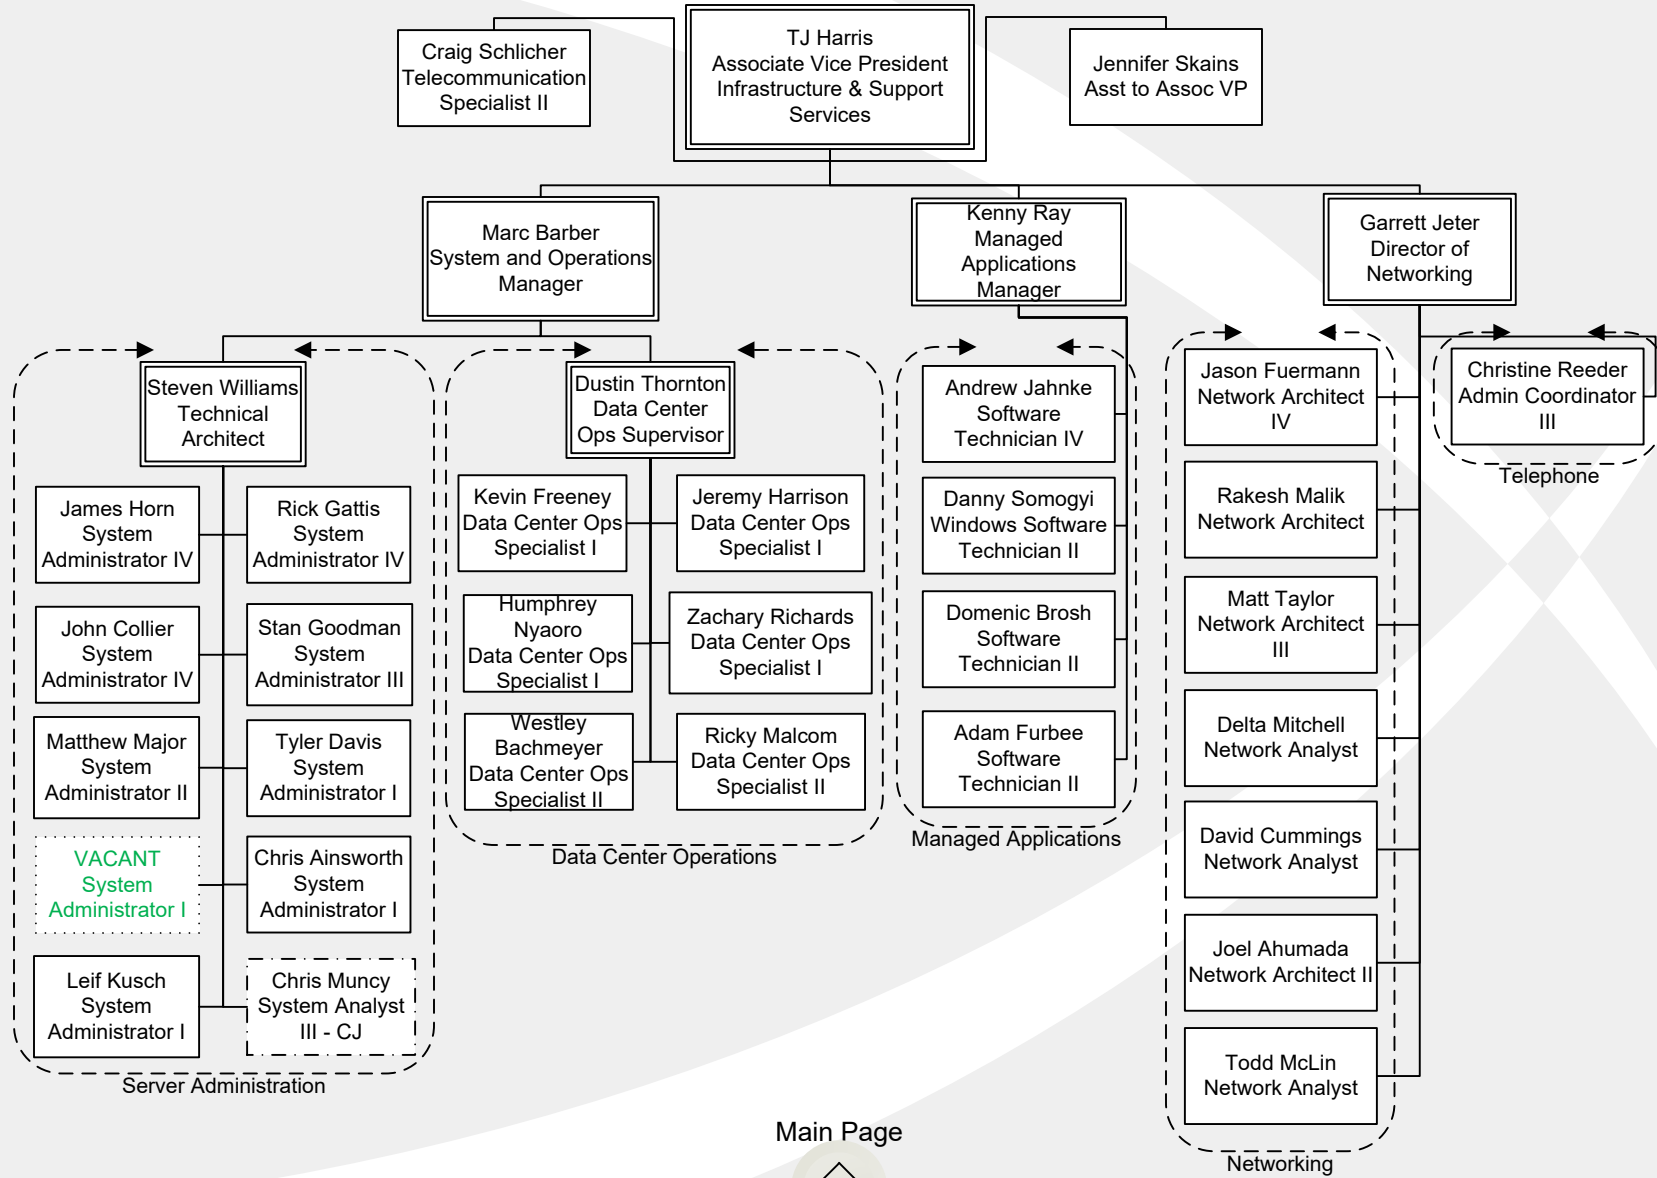 Craig Schlicher
Telecommunication
Specialist II
TJ Harris
Associate Vice President
Infrastructure & Support
Services
Jennifer Skains
Asst to Assoc VP
Marc Barber
System and Operations
Manager
Kenny Ray
Managed
Applications
Manager
Garrett Jeter
Director of
Networking
Steven Williams
Technical
Architect
James Horn
System
Administrator IV
Rick Gattis
System
Administrator IV
John Collier
System
Administrator IV
Stan Goodman
System
Administrator III
Matthew Major
System
Administrator II
Tyler Davis
System
Administrator I
VACANT
System
Administrator I
Chris Ainsworth
System
Administrator I
Leif Kusch
System
Administrator I
Chris Muncy
System Analyst
III - CJ
Server Administration
Dustin Thornton
Data Center
Ops Supervisor
Kevin Freeney
Data Center Ops
Specialist I
Jeremy Harrison
Data Center Ops
Specialist I
Humphrey
Nyaoro
Data Center Ops
Specialist I
Zachary Richards
Data Center Ops
Specialist I
Westley
Bachmeyer
Data Center Ops
Specialist II
Ricky Malcom
Data Center Ops
Specialist II
Data Center Operations
Andrew Jahnke
Software
Technician IV
Danny Somogyi
Windows Software
Technician II
Domenic Brosh
Software
Technician II
Adam Furbee
Software
Technician II
Managed Applications
Jason Fuermann
Network Architect
IV
Rakesh Malik
Network Architect
Matt Taylor
Network Architect
III
Delta Mitchell
Network Analyst
David Cummings
Network Analyst
Joel Ahumada
Network Architect II
Todd McLin
Network Analyst
Networking
Christine Reeder
Admin Coordinator
III
Telephone
Main Page